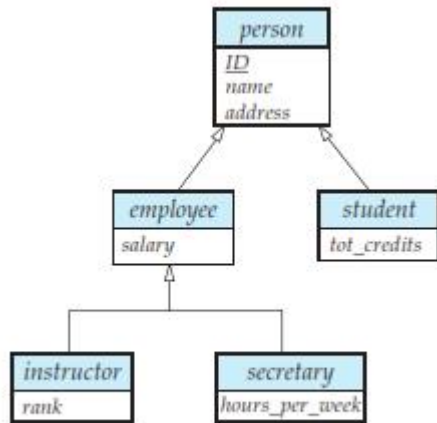 person
ID
name
address
employee
salary
student
tot_credits
instructor
rank
secretary
hours_per_week